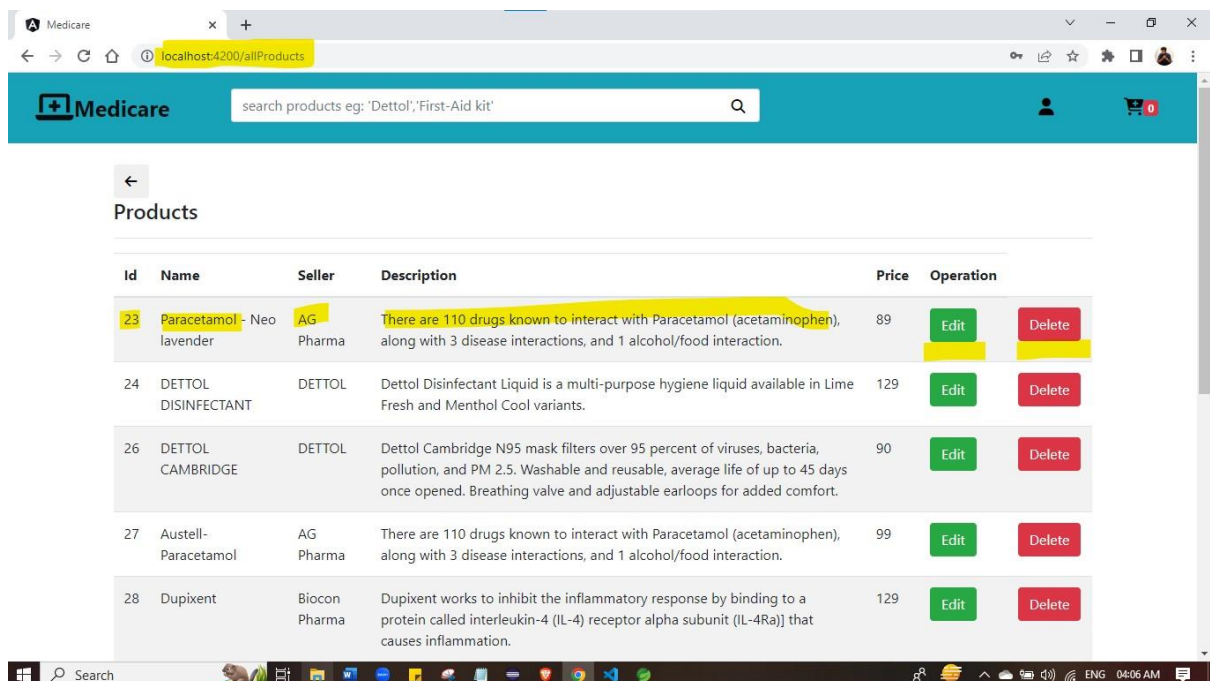 Medicare
localhost:4200/allProducts
Medicare
search products eg: 'Dettol','First-Aid kit'
0
Products
Id Name Seller Description Price Operation
23 Paracetamol - Neo AG There are 110 drugs known to interact with Paracetamol (acetaminophen), 89 Edit Delete
lavender Pharma along with 3 disease interactions, and 1 alcohol/food interaction.
24 DETTOL DETTOL Dettol Disinfectant Liquid is a multi-purpose hygiene liquid available in Lime 129 Edit Delete
DISINFECTANT Fresh and Menthol Cool variants.
26 DETTOL DETTOL Dettol Cambridge N95 mask filters over 95 percent of viruses, bacteria, 90 Edit Delete
CAMBRIDGE pollution, and PM 2.5. Washable and reusable, average life of up to 45 days
once opened. Breathing valve and adjustable earloops for added comfort.
27 Austell- AG There are 110 drugs known to interact with Paracetamol (acetaminophen), 99 Edit Delete
Paracetamol Pharma along with 3 disease interactions, and 1 alcohol/food interaction.
28 Dupixent Biocon Dupixent works to inhibit the inflammatory response by binding to a 129 Edit Delete
Pharma protein called interleukin-4 (IL-4) receptor alpha subunit (IL-4Ra)] that
causes inflammation.
Search ENG 04:06 AM